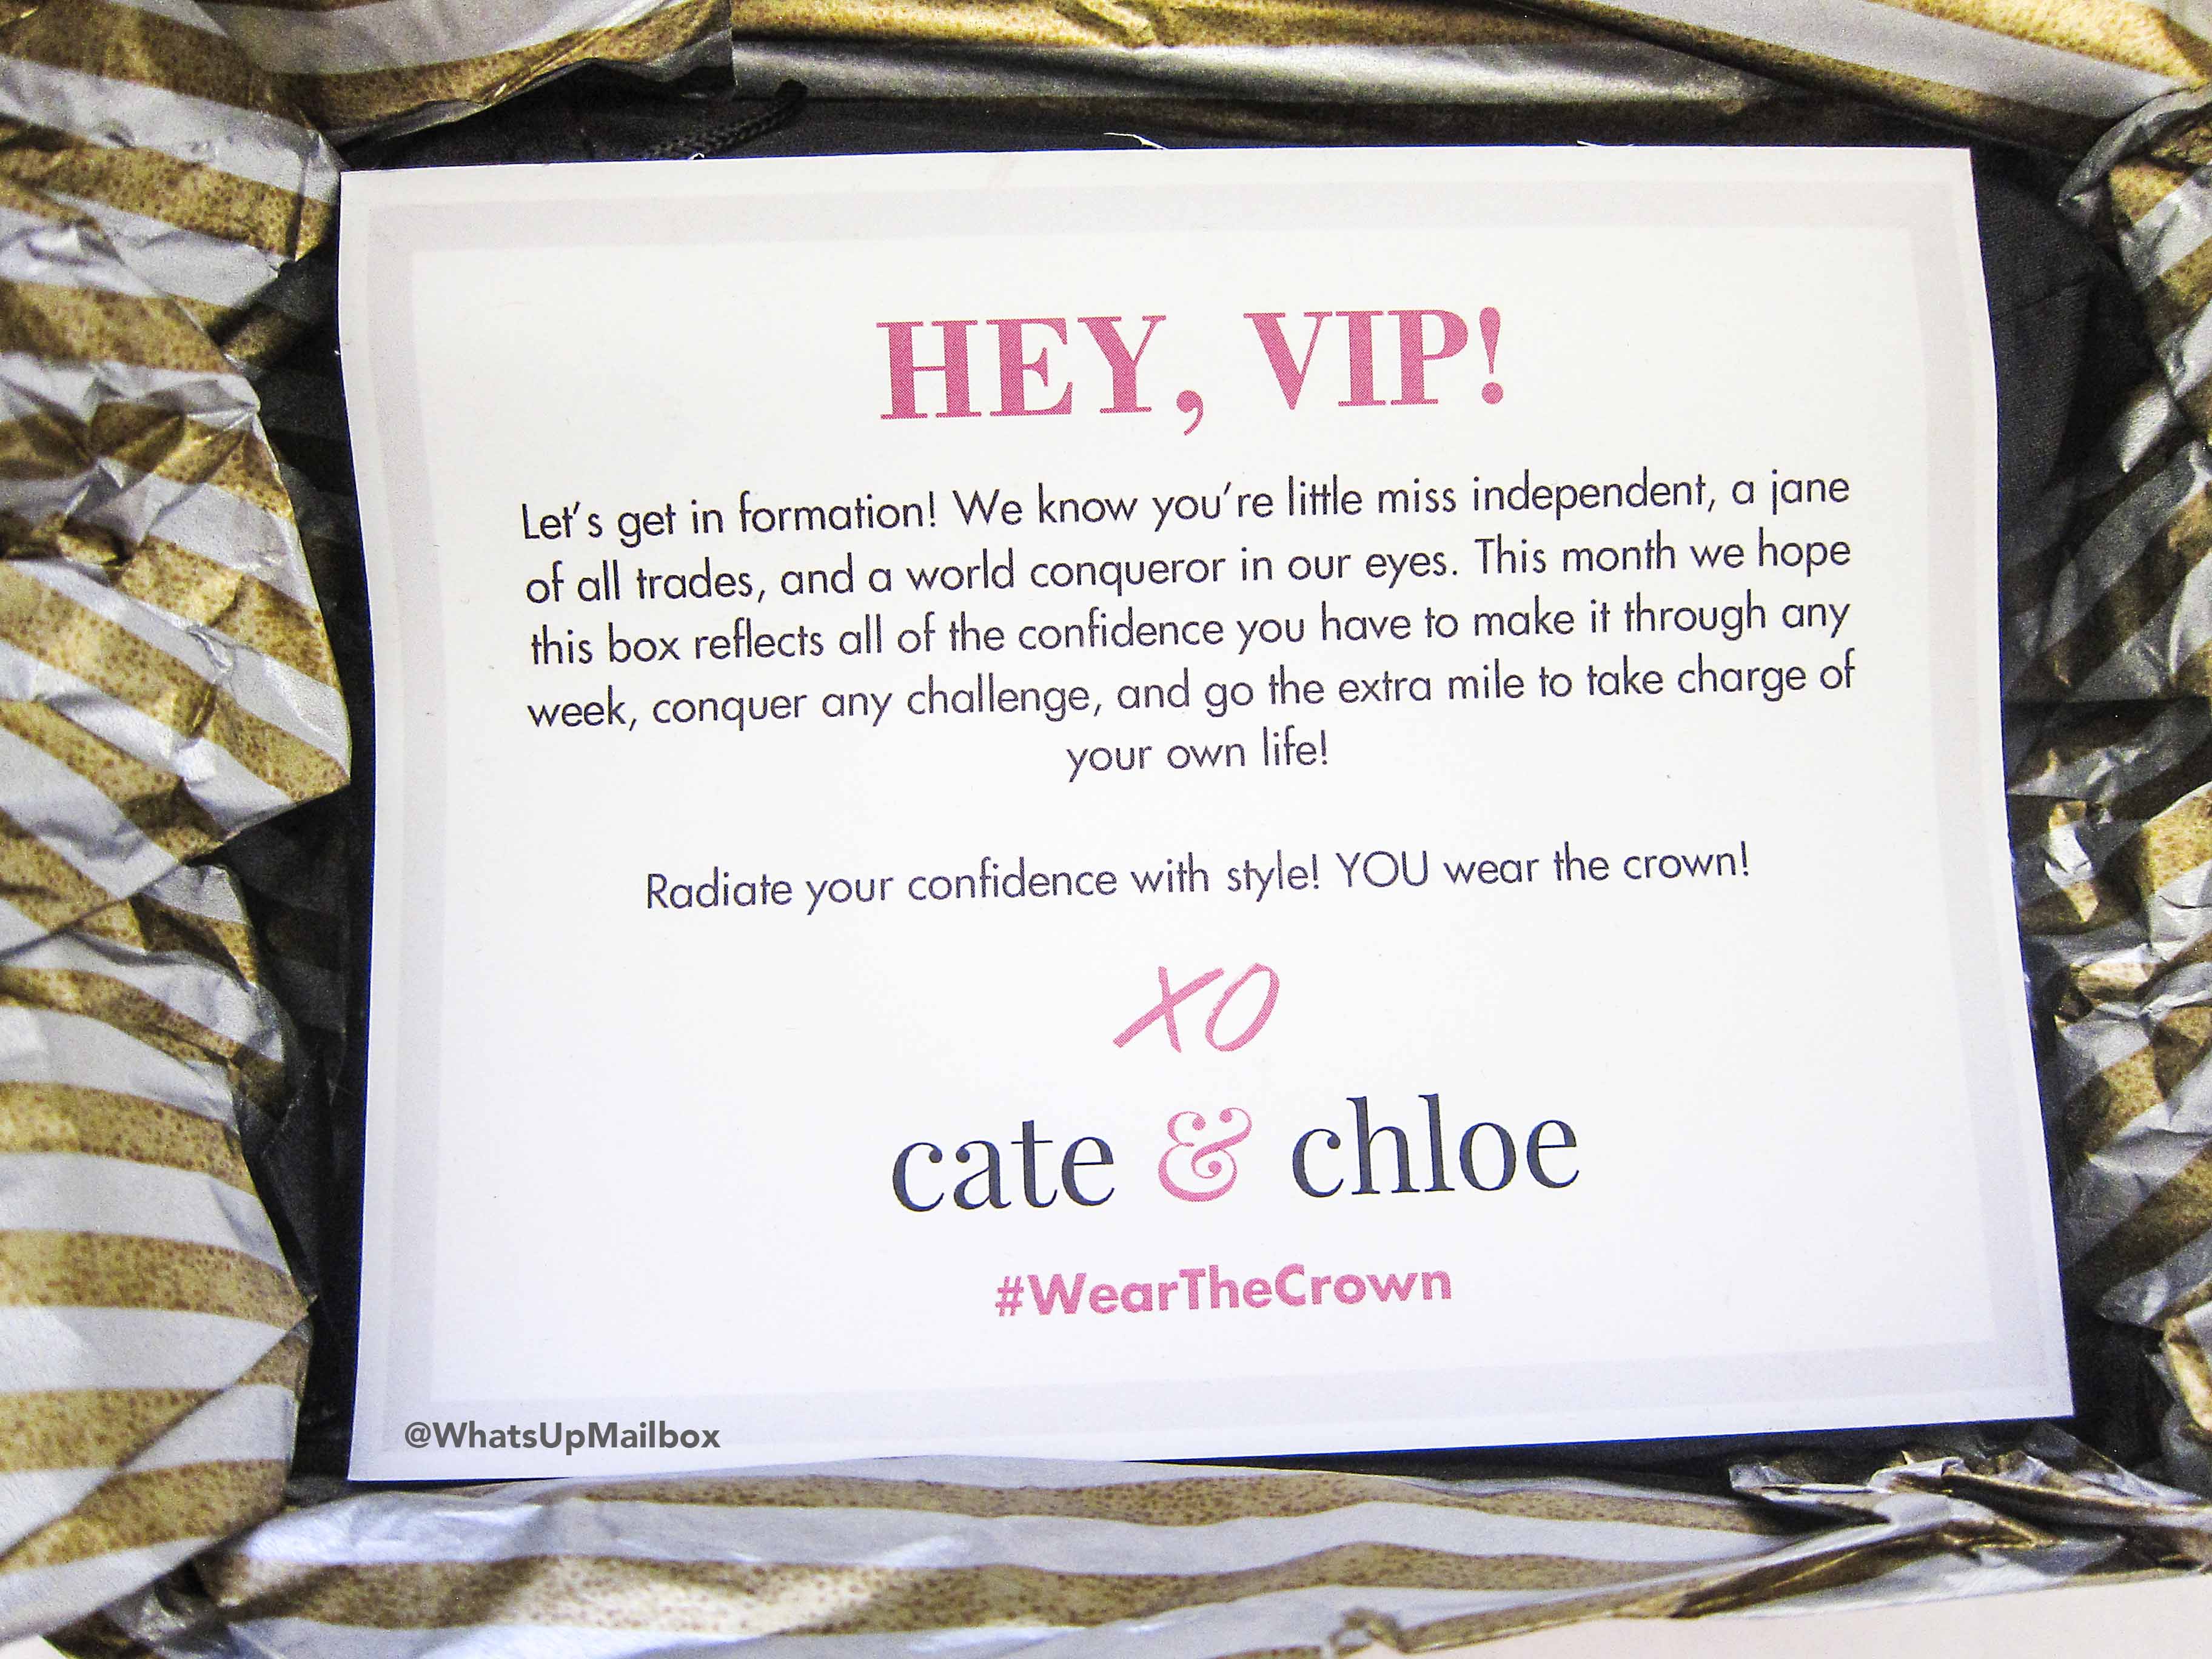 HEY, VIP!
Let's get in formation! We know you're little miss independent, a jane
of all trades, and a world conqueror in our eyes. This month we hope
this box reflects all of the confidence you have to make it through any
week, conquer any challenge, and go the extra mile to take charge of
your own life!
Radiate your confidence with style! YOU wear the crown!
XO
cate & chloe
#WearTheCrown
@WhatsUpMailbox